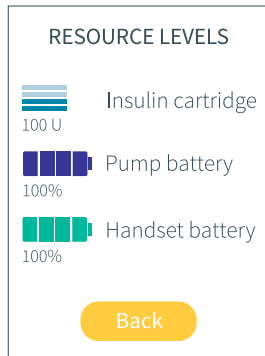 RESOURCE LEVELS
Insulin cartridge
100 U
Pump battery
100%
Handset battery
100%
Back